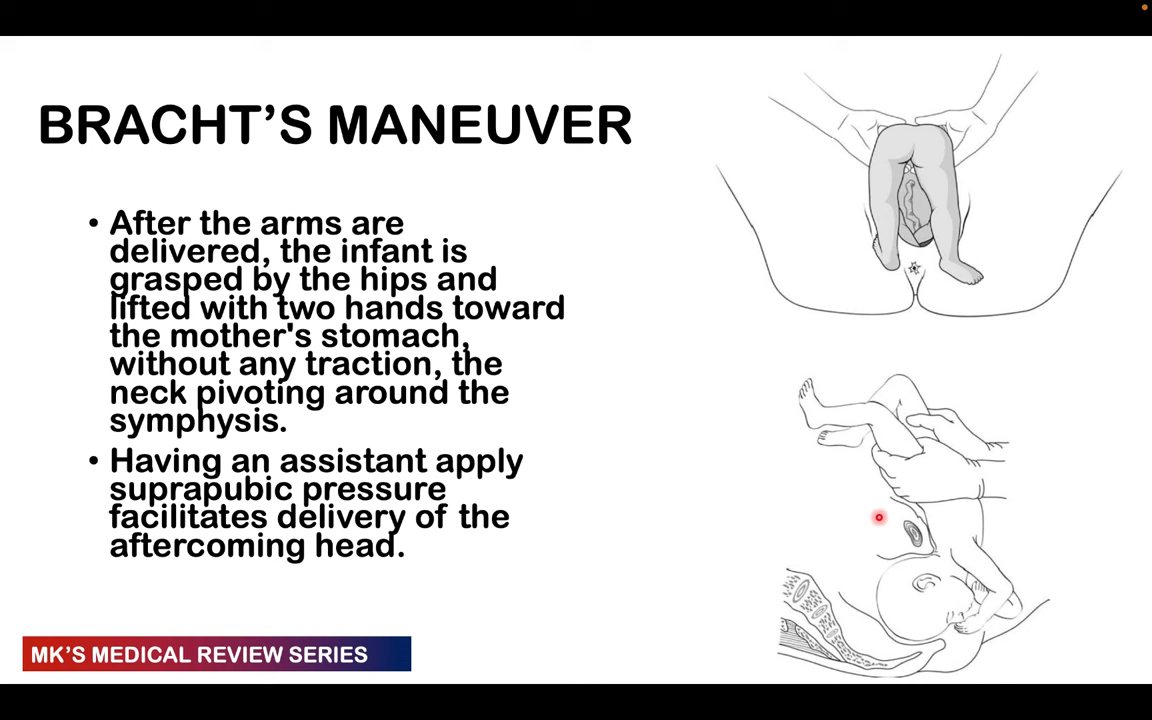 BRACHT’S MANEUVER
• After the arms are
delivered, the infant is
grasped by the hips and
lifted with two hands toward
the mother's stomach,
without any traction, the
neck pivoting around the
symphysis.
• Having an assistant apply
suprapubic pressure
facilitates delivery of the
aftercoming head.
MK’S MEDICAL REVIEW SERIES